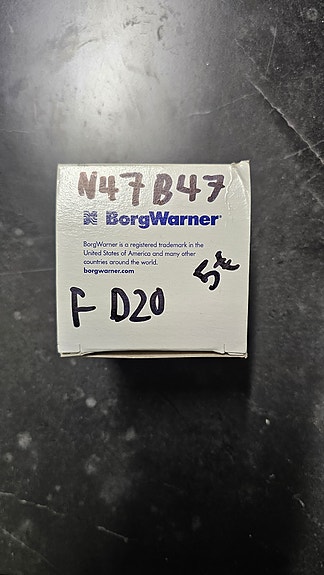 N47 B47
BorgWarner
BorgWarner is a registered trademark in the
United States of America and many other
countries around the world.
borgwarner.com
5€
F D20